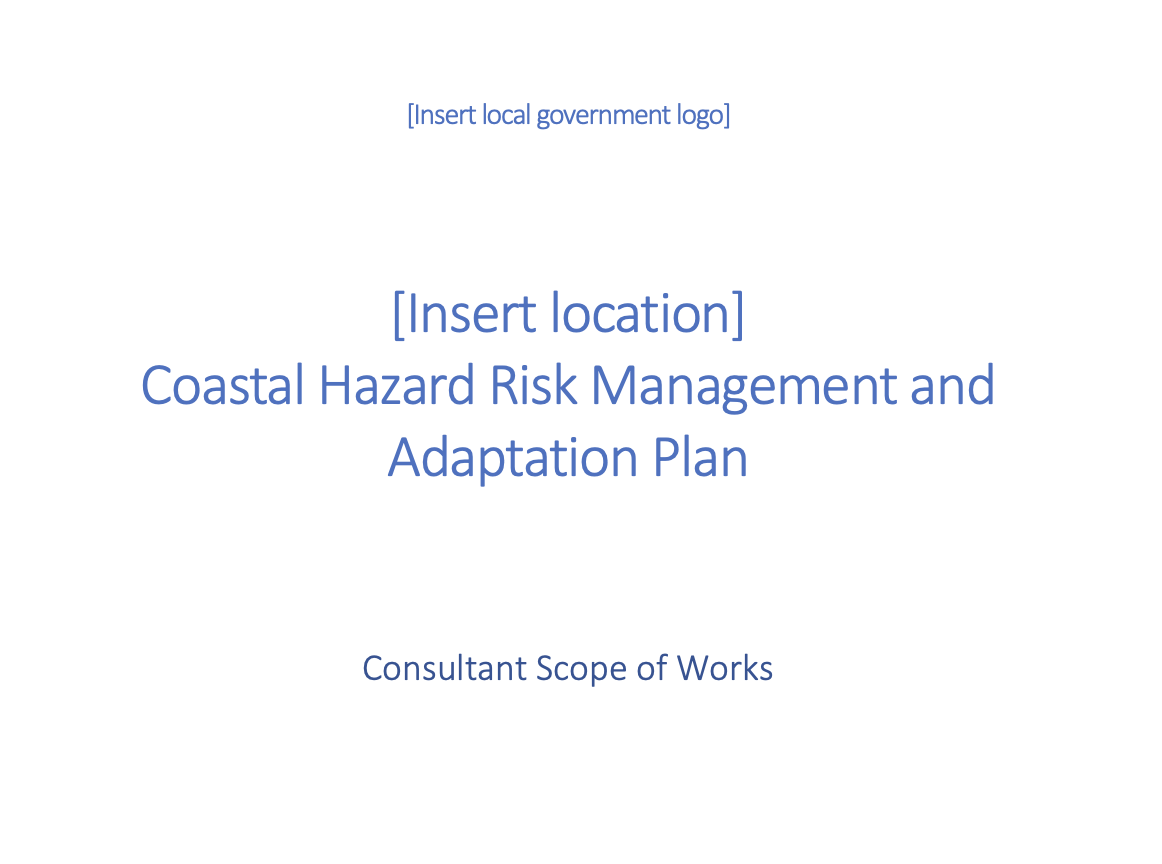 [Insert local government logo]
[Insert location]
Coastal Hazard Risk Management and
Adaptation Plan
Consultant Scope of Works